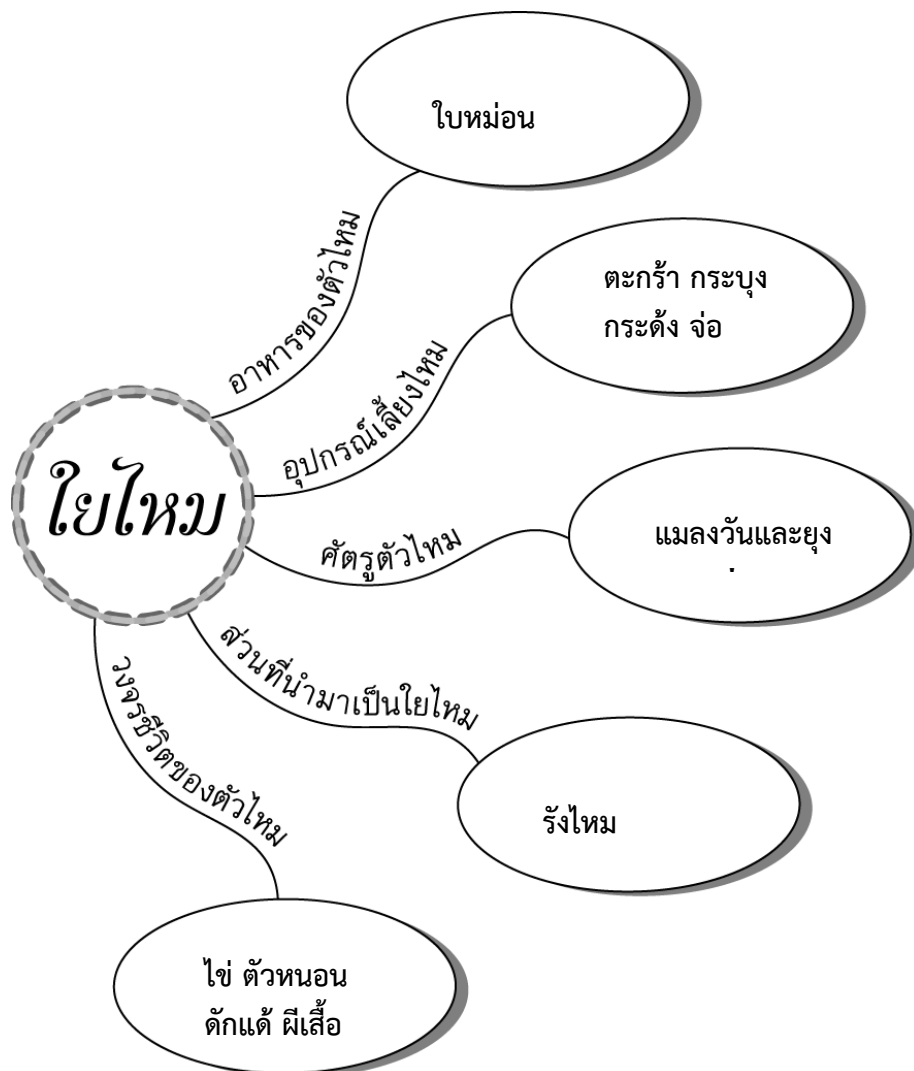 ใบหม่อน
อาหารของตัวไหม
ตะกร้า กระบุง
กระด้ง จ่อ
อุปกรณ์เลี้ยงไหม
ใยไหม
แมลงวันและยุง
ศัตรูตัวไหม
ส่วนที่นำมาเป็นใยไหม
รังไหม
วงจรชีวิตของตัวไหม
ไข่ ตัวหนอน
ดักแด้ ผีเสื้อ